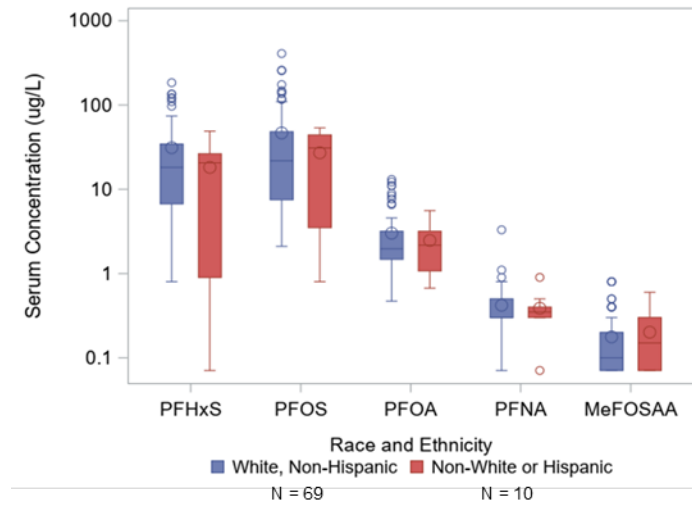 1000
100
10
1
0.1
Serum Concentration (ug/L)
PFHxS PFOS PFOA PFNA MeFOSAA
Race and Ethnicity
White, Non-Hispanic Non-White or Hispanic
N = 69 N = 10